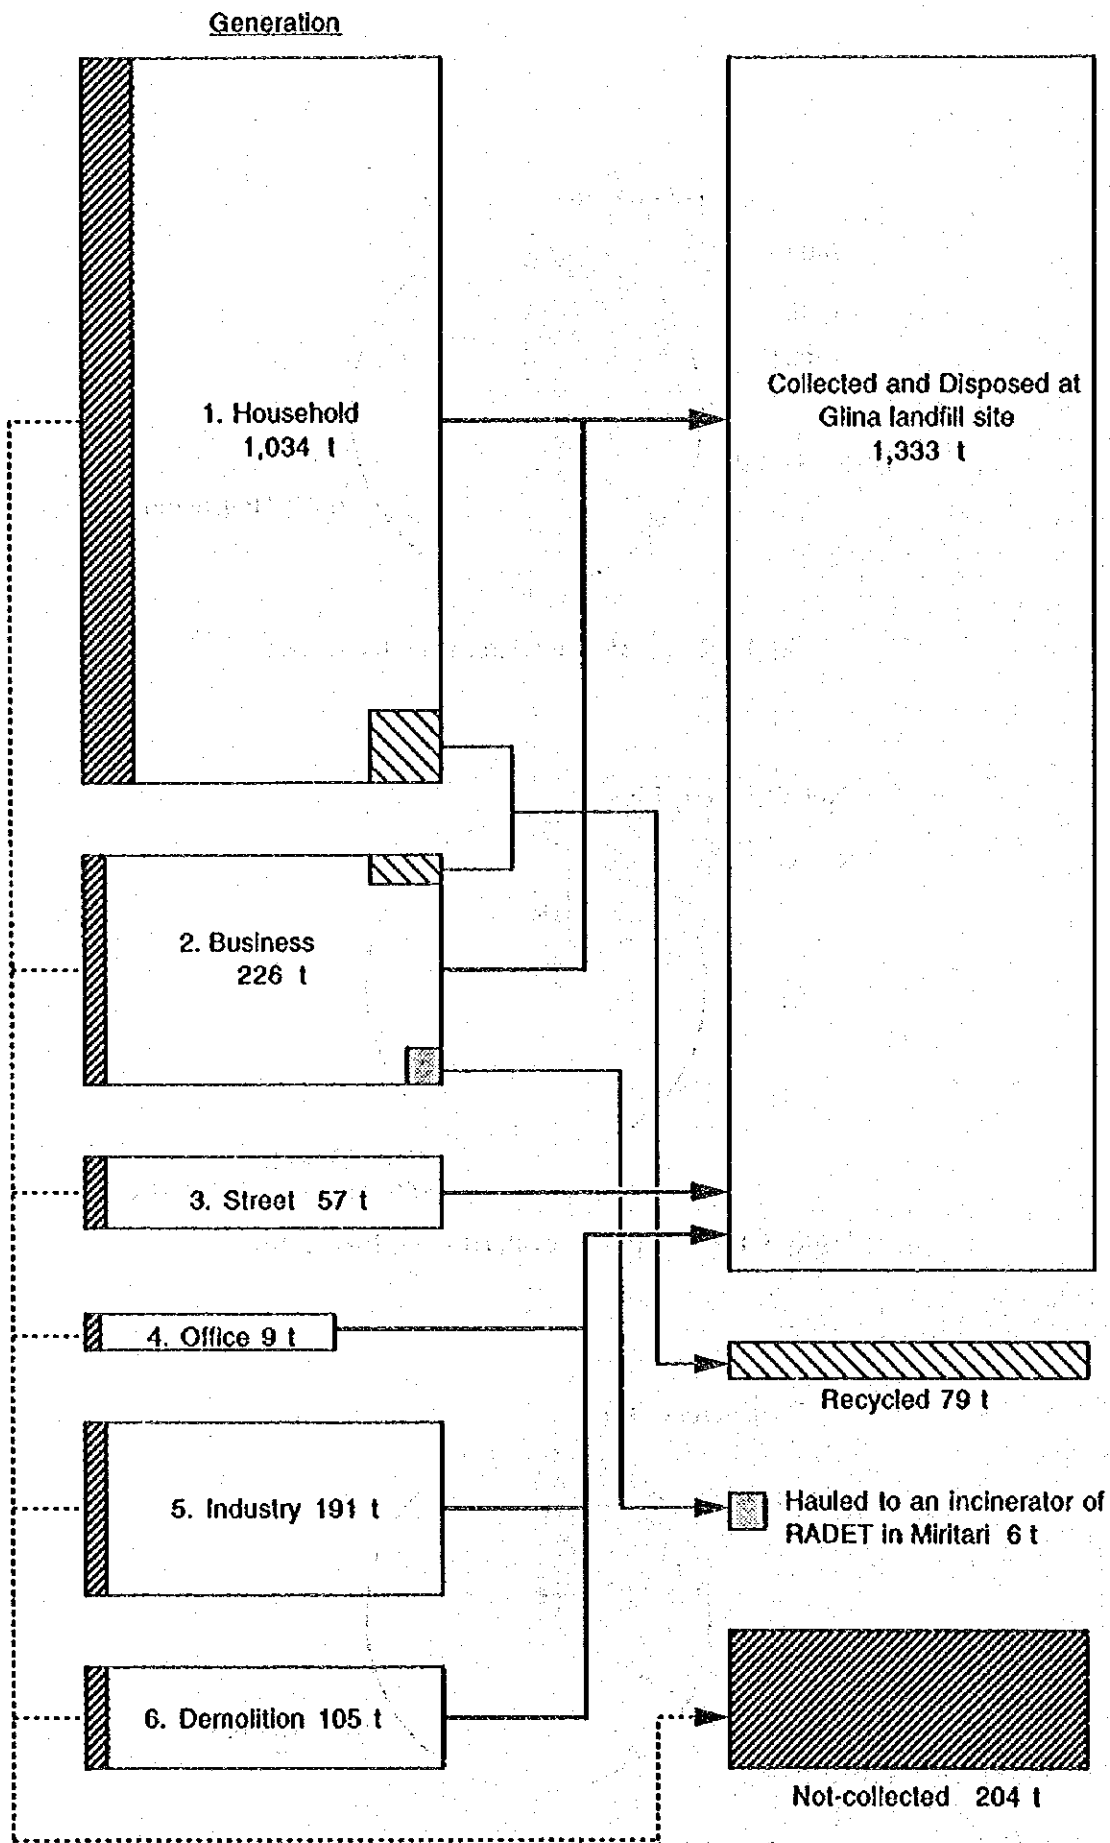 Generation
1. Household
1,034 t
Collected and Disposed at
Glina landfill site
1,333 t
2. Business
226 t
3. Street 57 t
4. Office 9 t
Recycled 79 t
5. Industry 191 t
Hauled to an incinerator of
RADET in Miritari 6 t
6. Demolition 105 t
Not-collected 204 t